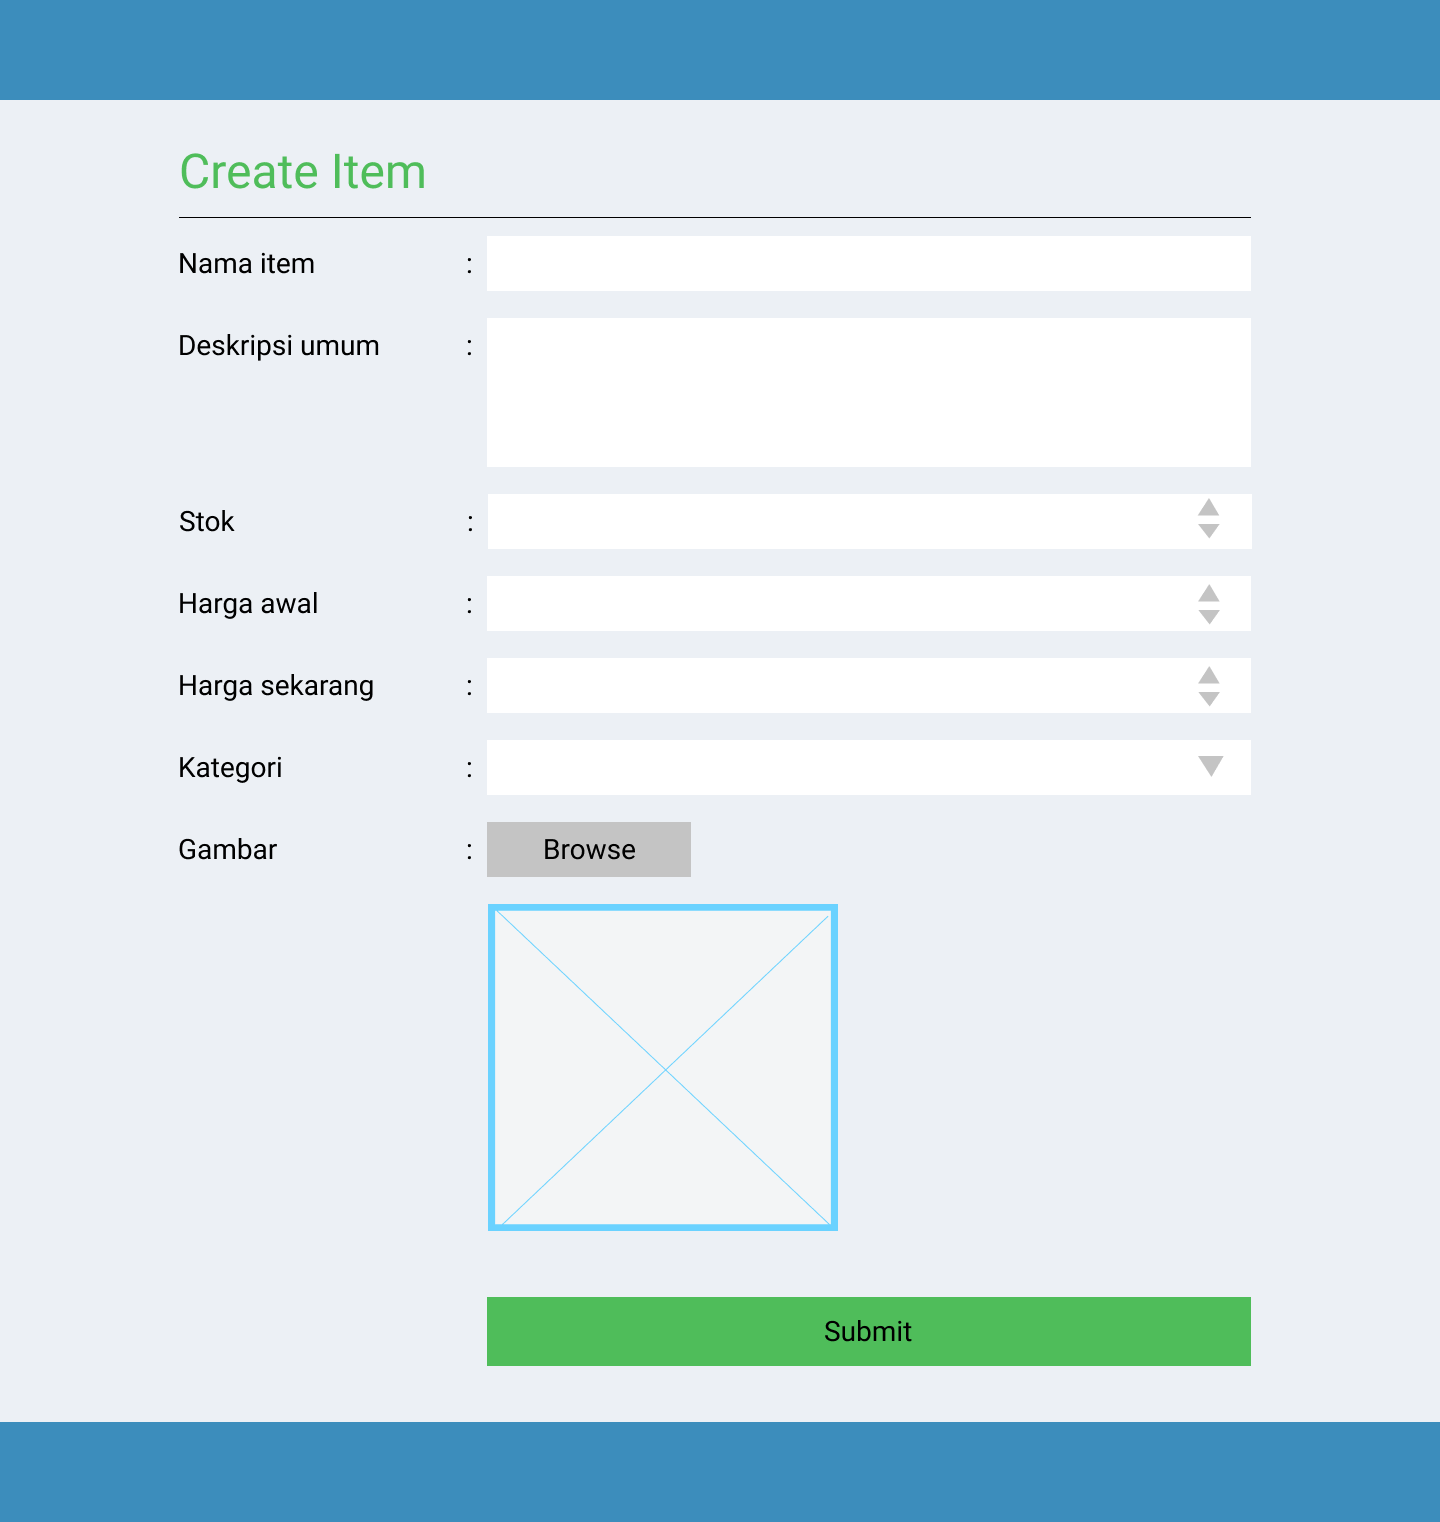 Create Item
Nama item :
Deskripsi umum :
Stok :
Harga awal :
Harga sekarang :
Kategori :
Gambar : Browse
Submit